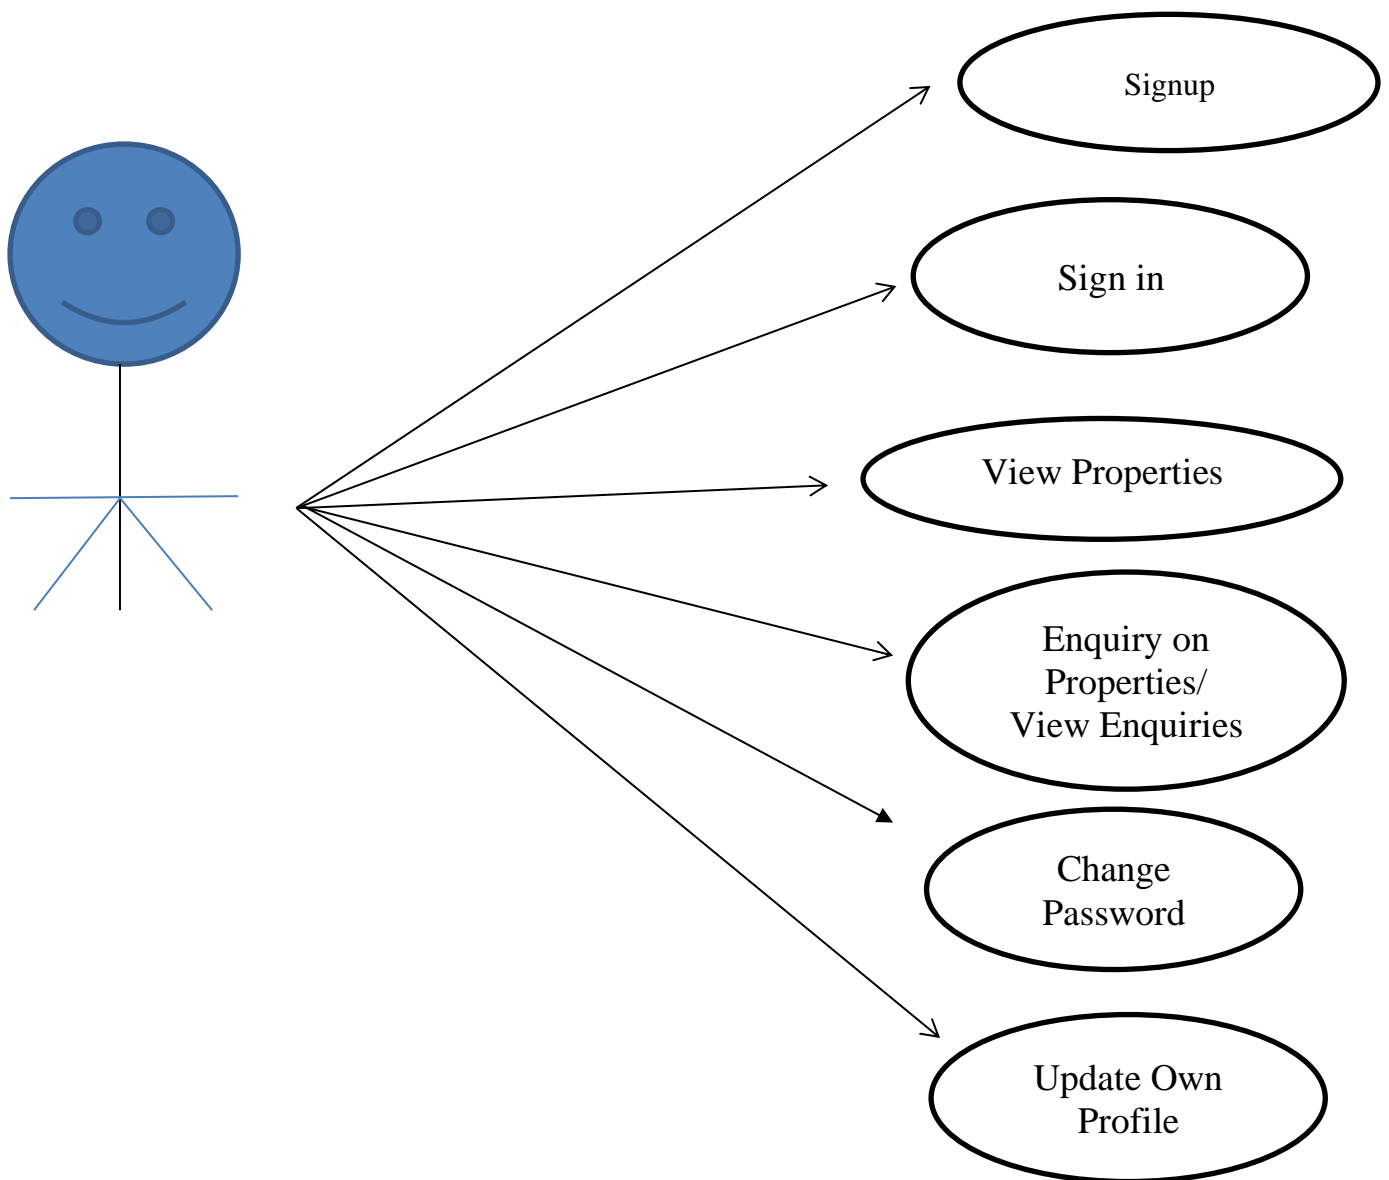 Signup
Sign in
View Properties
Enquiry on
Properties/
View Enquiries
Change
Password
Update Own
Profile